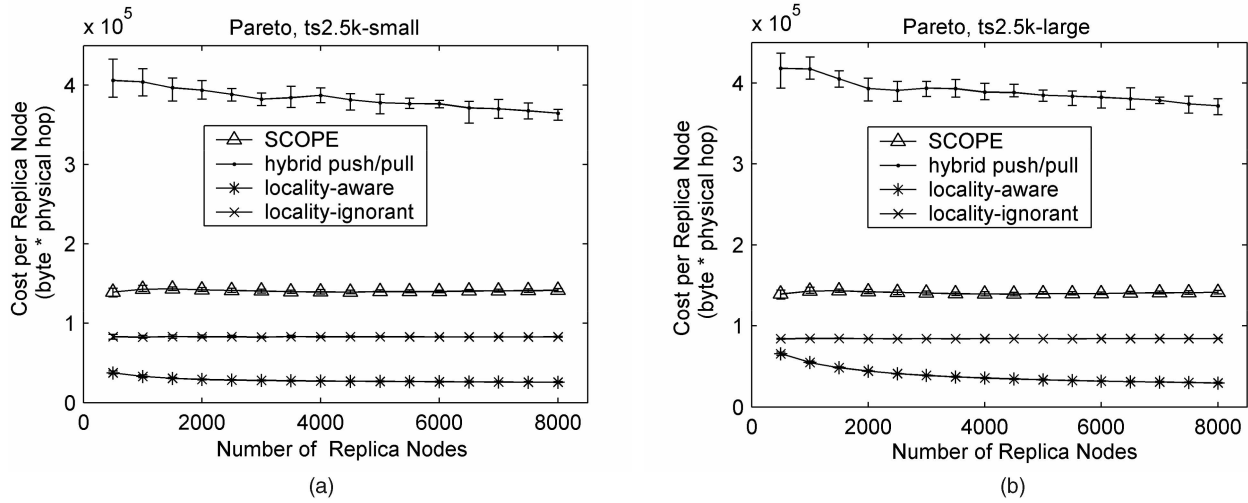 x 10^5
Pareto, ts2.5k-small
4
3
2
1
0
Cost per Replica Node
(byte * physical hop)
SCOPE
hybrid push/pull
locality-aware
locality-ignorant
0 2000 4000 6000 8000
Number of Replica Nodes
(a)
x 10^5
Pareto, ts2.5k-large
4
3
2
1
0
Cost per Replica Node
(byte * physical hop)
SCOPE
hybrid push/pull
locality-aware
locality-ignorant
0 2000 4000 6000 8000
Number of Replica Nodes
(b)